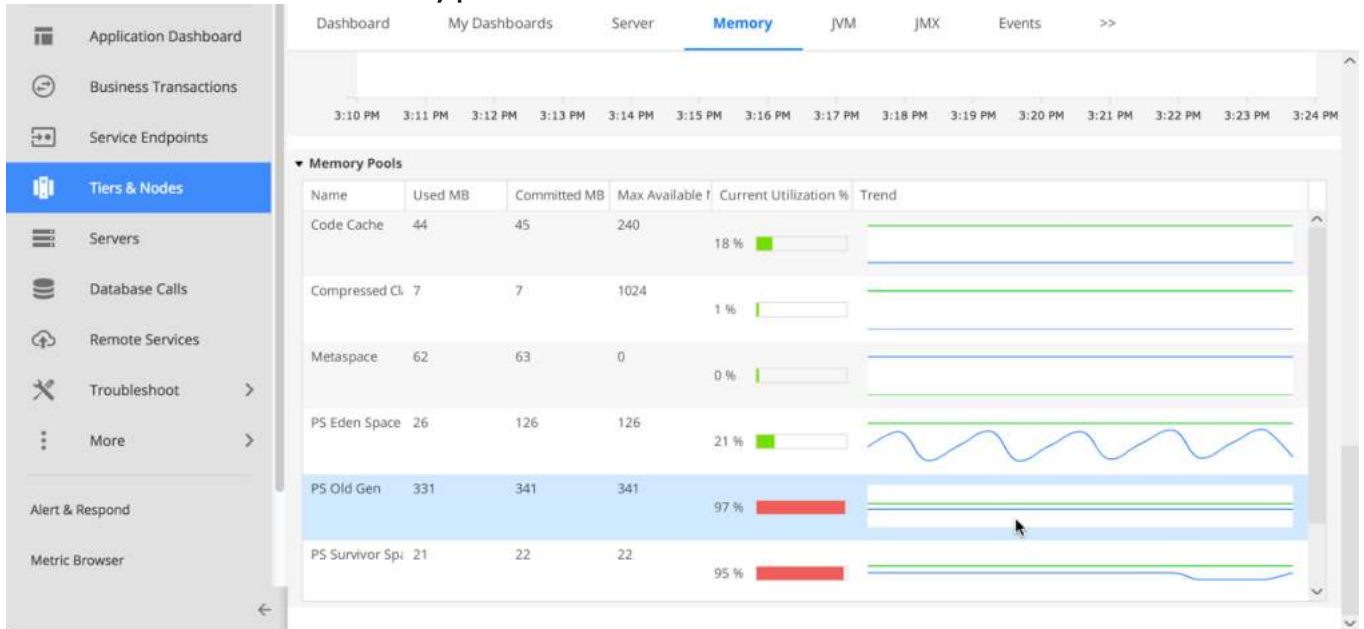 Application Dashboard
Business Transactions
Service Endpoints
Tiers & Nodes
Servers
Database Calls
Remote Services
Troubleshoot >
More >
Alert & Respond
Metric Browser
Dashboard My Dashboards Server Memory JVM JMX Events >>
3:10 PM 3:11 PM 3:12 PM 3:13 PM 3:14 PM 3:15 PM 3:16 PM 3:17 PM 3:18 PM 3:19 PM 3:20 PM 3:21 PM 3:22 PM 3:23 PM 3:24 PM
Memory Pools
Name Used MB Committed MB Max Available Current Utilization % Trend
Code Cache 44 45 240 18 %
Compressed Cl 7 7 1024 1 %
Metaspace 62 63 0 0 %
PS Eden Space 26 126 126 21 %
PS Old Gen 331 341 341 97 %
PS Survivor Spa 21 22 22 95 %